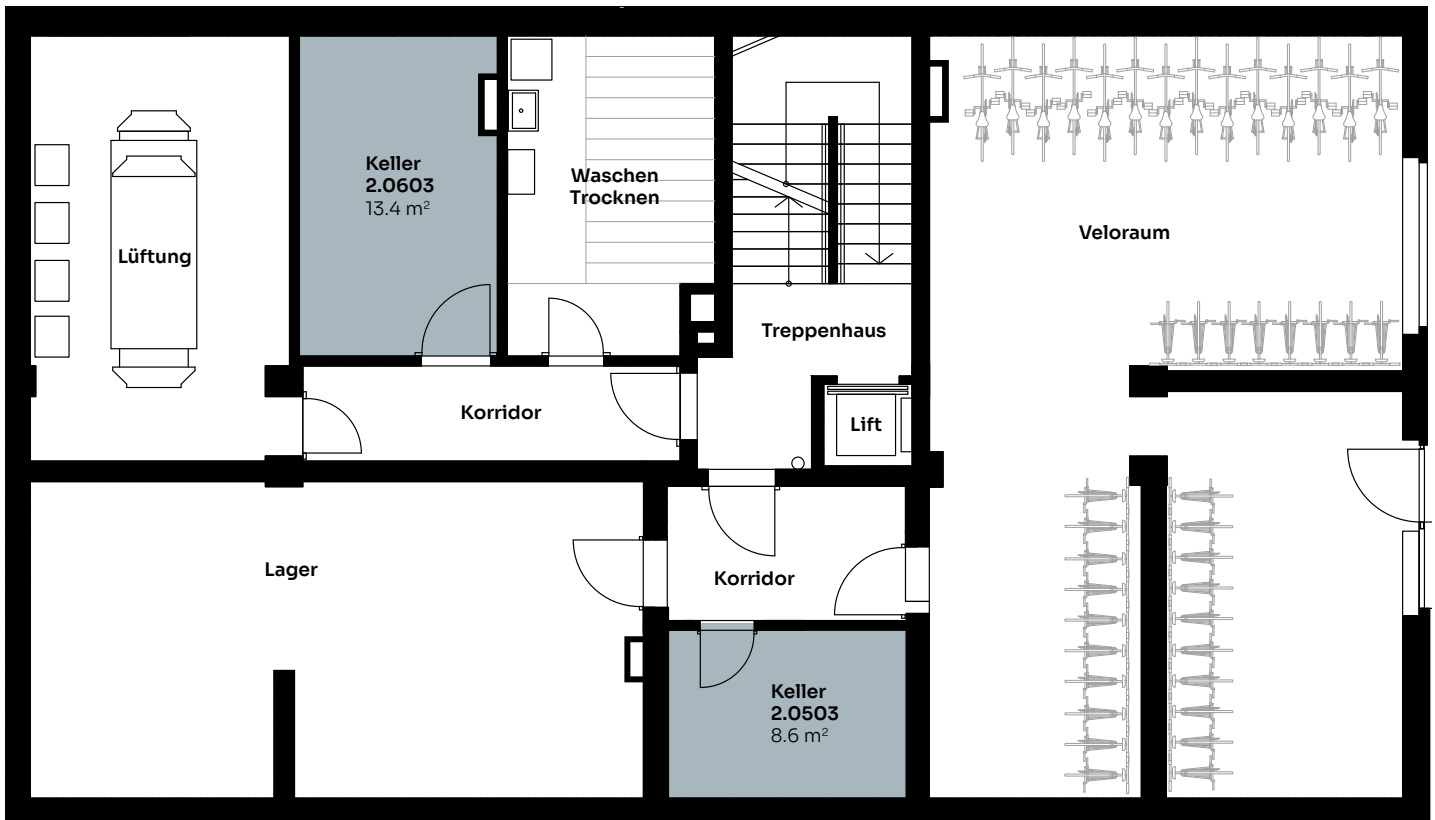 Keller
2.0603
13.4 m²
Waschen
Trocknen
Lüftung
Veloraum
Treppenhaus
Korridor
Lift
Lager
Korridor
Keller
2.0503
8.6 m²